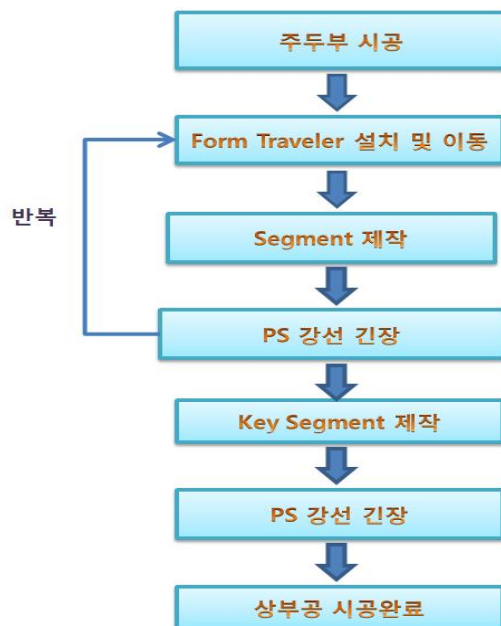 주두부 시공
Form Traveler 설치 및 이동
반복
Segment 제작
PS 강선 긴장
Key Segment 제작
PS 강선 긴장
상부공 시공완료